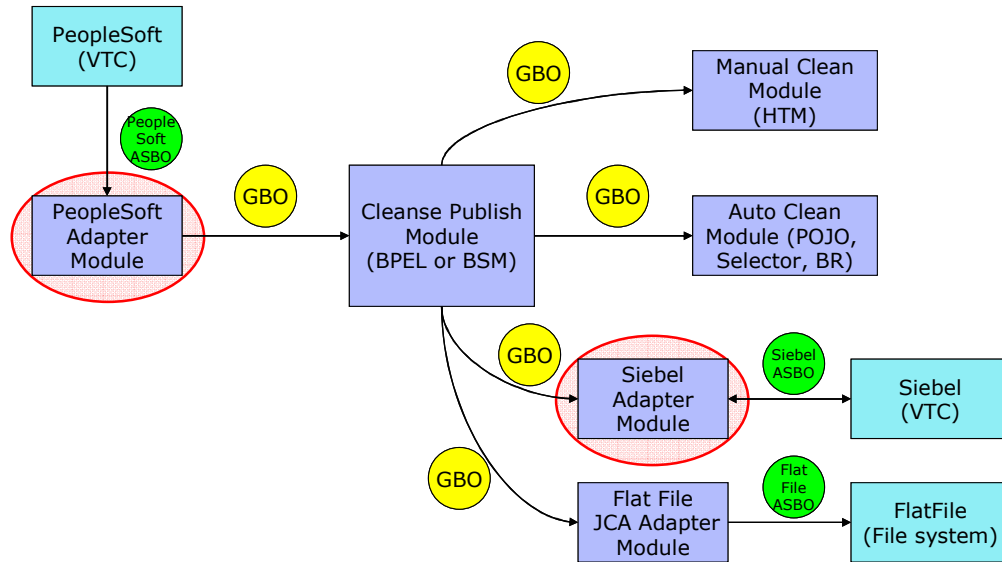 PeopleSoft
(VTC)
People
Soft
ASBO
PeopleSoft
Adapter
Module
GBO
Cleanse Publish
Module
(BPEL or BSM)
GBO
Manual Clean
Module
(HTM)
GBO
Auto Clean
Module (POJO,
Selector, BR)
GBO
Siebel
Adapter
Module
Siebel
ASBO
Siebel
(VTC)
GBO
Flat File
JCA Adapter
Module
Flat
File
ASBO
FlatFile
(File system)